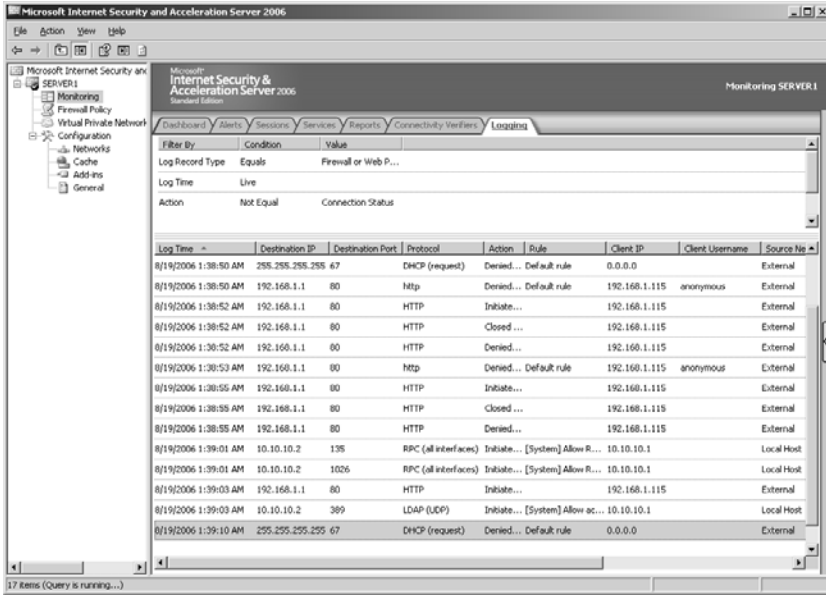 Microsoft Internet Security and Acceleration Server 2006
File Action View Help
Microsoft Internet Security and
SERVER1
Monitoring
Firewall Policy
Virtual Private Network
Configuration
Networks
Cache
Add-ins
General
Microsoft
Internet Security &
Acceleration Server 2006
Standard Edition
Monitoring SERVER1
Dashboard Alerts Sessions Services Reports Connectivity Verifiers Logging
Filter By Condition Value
Log Record Type Equals Firewall or Web P...
Log Time Live
Action Not Equal Connection Status
Log Time Destination IP Destination Port Protocol Action Rule Client IP Client Username Source Ne
8/19/2006 1:38:50 AM 255.255.255.255 67 DHCP (request) Denied... Default rule 0.0.0.0 External
8/19/2006 1:38:50 AM 192.168.1.1 80 http Denied... Default rule 192.168.1.115 anonymous External
8/19/2006 1:38:52 AM 192.168.1.1 80 HTTP Initiate... 192.168.1.115 External
8/19/2006 1:38:52 AM 192.168.1.1 80 HTTP Closed ... 192.168.1.115 External
8/19/2006 1:38:52 AM 192.168.1.1 80 HTTP Denied... 192.168.1.115 External
8/19/2006 1:38:53 AM 192.168.1.1 80 http Denied... Default rule 192.168.1.115 anonymous External
8/19/2006 1:38:55 AM 192.168.1.1 80 HTTP Initiate... 192.168.1.115 External
8/19/2006 1:38:55 AM 192.168.1.1 80 HTTP Closed ... 192.168.1.115 External
8/19/2006 1:38:55 AM 192.168.1.1 80 HTTP Denied... 192.168.1.115 External
8/19/2006 1:39:01 AM 10.10.10.2 135 RPC (all interfaces) Initiate... [System] Allow R... 10.10.10.1 Local Host
8/19/2006 1:39:01 AM 10.10.10.2 1026 RPC (all interfaces) Initiate... [System] Allow R... 10.10.10.1 Local Host
8/19/2006 1:39:03 AM 192.168.1.1 80 HTTP Initiate... 192.168.1.115 External
8/19/2006 1:39:03 AM 10.10.10.2 389 LDAP (UDP) Initiate... [System] Allow ac... 10.10.10.1 Local Host
8/19/2006 1:39:10 AM 255.255.255.255 67 DHCP (request) Denied... Default rule 0.0.0.0 External
17 items (Query is running...)